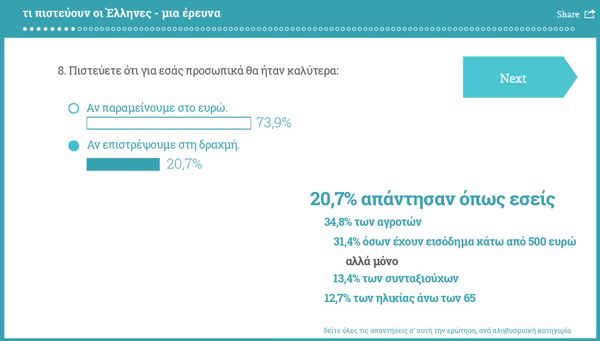 τι πιστεύουν οι Έλληνες - μια έρευνα
Share
8. Πιστεύετε ότι για εσάς προσωπικά θα ήταν καλύτερα:
Next
Αν παραμείνουμε στο ευρώ.
73,9%
Αν επιστρέψουμε στη δραχμή.
20,7%
20,7% απάντησαν όπως εσείς
34,8% των αγροτών
31,4% όσων έχουν εισόδημα κάτω από 500 ευρώ
αλλά μόνο
13,4% των συνταξιούχων
12,7% των ηλικίας άνω των 65
δείτε όλες τις απαντήσεις σ' αυτή την ερώτηση, ανά πληθυσμιακή κατηγορία